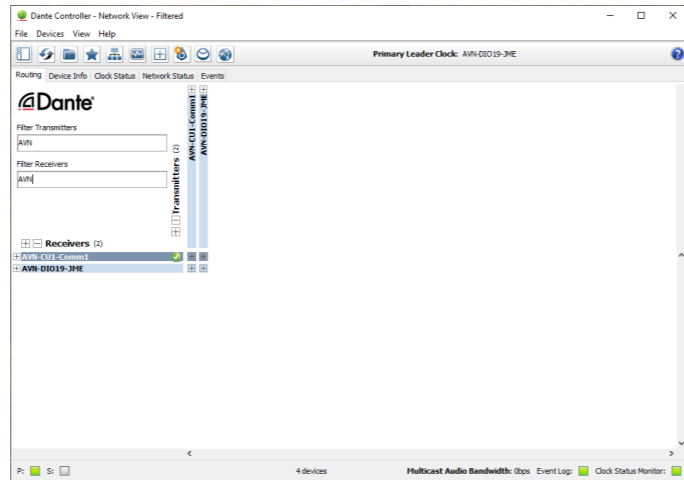 Dante Controller - Network View - Filtered
File Devices View Help
Primary Leader Clock: AVN-DIO19-JME
Routing Device Info Clock Status Network Status Events
Dante®
Filter Transmitters
AVN
Filter Receivers
AVN
Transmitters (2)
AVN-CU1-Comm1
AVN-DIO19-JME
Receivers (2)
AVN-CU1-Comm1
AVN-DIO19-JME
P: S: 4 devices Multicast Audio Bandwidth: 0bps Event Log: Clock Status Monitor: